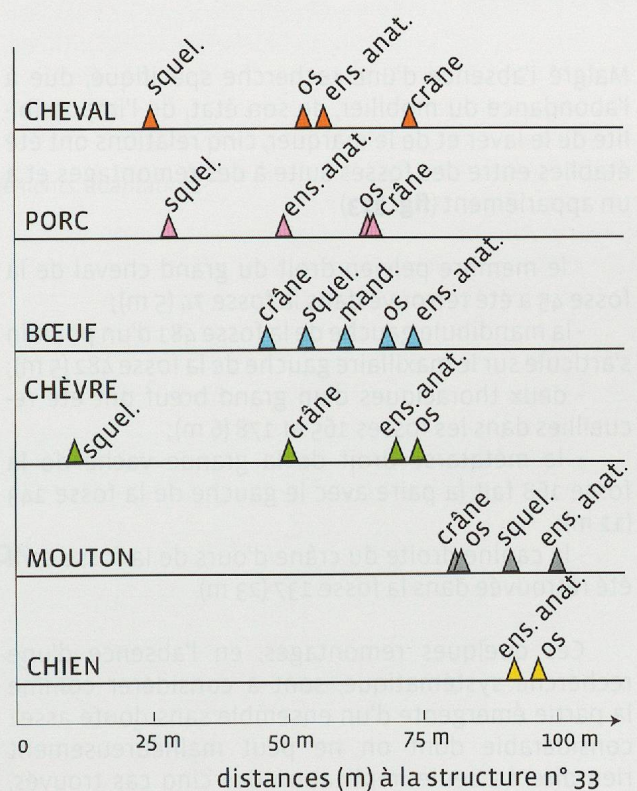 squel. os ens. anat. crâne
CHEVAL
squel. ens. anat. os crâne
PORC
crâne squel. mand. os ens. anat.
BŒUF
CHÈVRE
squel. crâne ens. anat. os
crâne os squel. ens. anat.
MOUTON
ens. anat. os
CHIEN
0 25 m 50 m 75 m 100 m
distances (m) à la structure n° 33